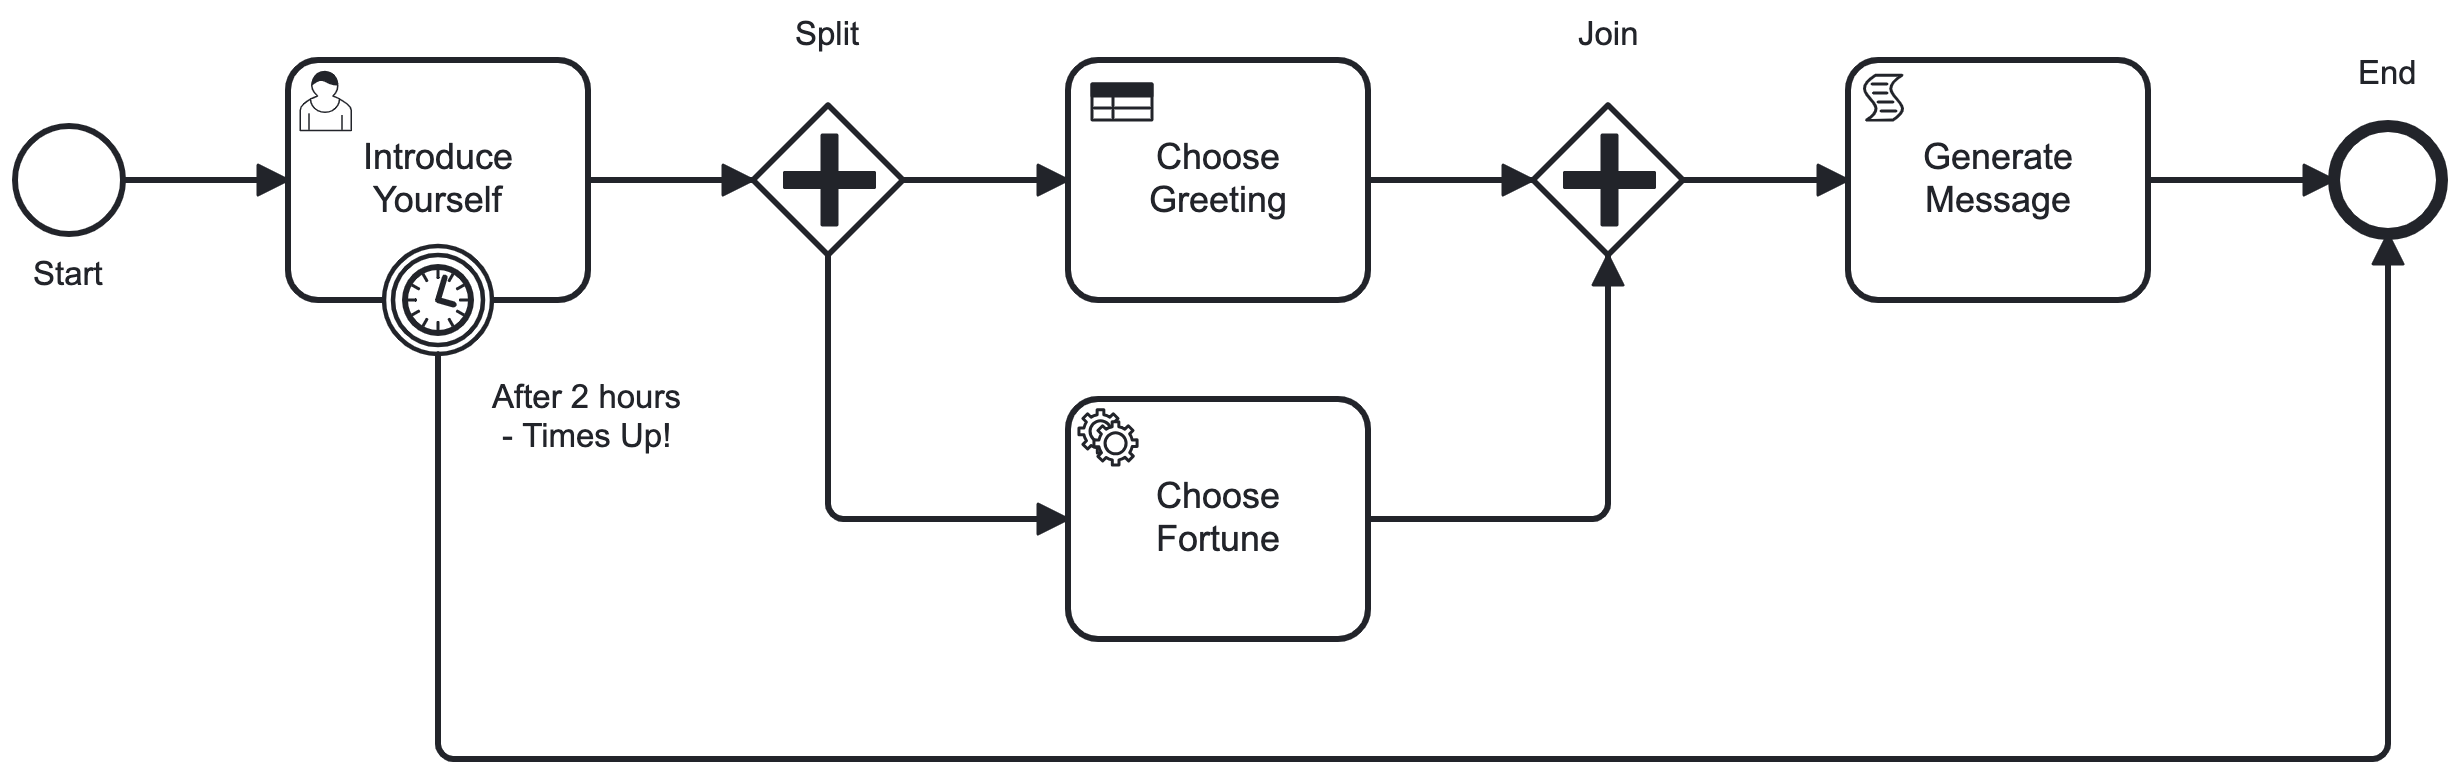 Start
Introduce
Yourself
After 2 hours
- Times Up!
Split
Choose
Greeting
Choose
Fortune
Join
Generate
Message
End